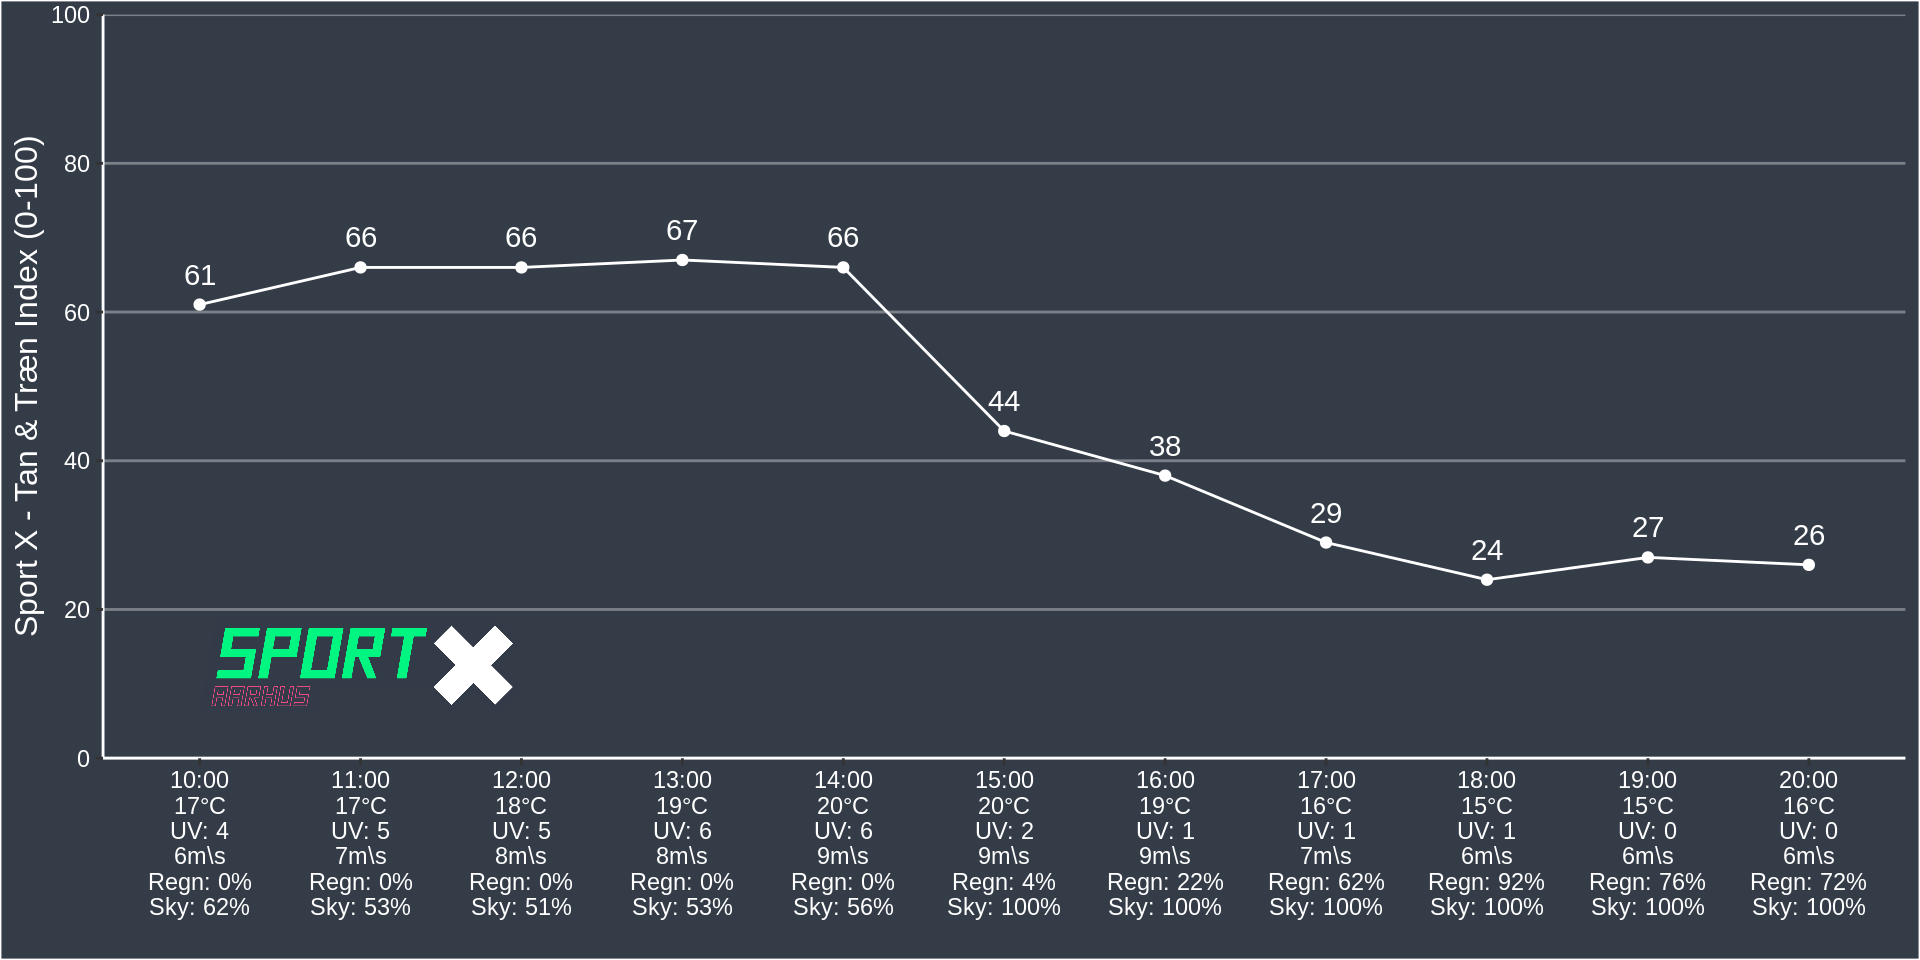 Sport X - Tan & Træn Index (0-100)
100
80
60
40
20
0
61
66
66
67
66
44
38
29
24
27
26
SPORT X
AARHUS
10:00 11:00 12:00 13:00 14:00 15:00 16:00 17:00 18:00 19:00 20:00
17°C 17°C 18°C 19°C 20°C 20°C 19°C 16°C 15°C 15°C 16°C
UV: 4 UV: 5 UV: 5 UV: 6 UV: 6 UV: 2 UV: 1 UV: 1 UV: 1 UV: 0 UV: 0
6m\s 7m\s 8m\s 8m\s 9m\s 9m\s 9m\s 7m\s 6m\s 6m\s 6m\s
Regn: 0% Regn: 0% Regn: 0% Regn: 0% Regn: 0% Regn: 4% Regn: 22% Regn: 62% Regn: 92% Regn: 76% Regn: 72%
Sky: 62% Sky: 53% Sky: 51% Sky: 53% Sky: 56% Sky: 100% Sky: 100% Sky: 100% Sky: 100% Sky: 100% Sky: 100%